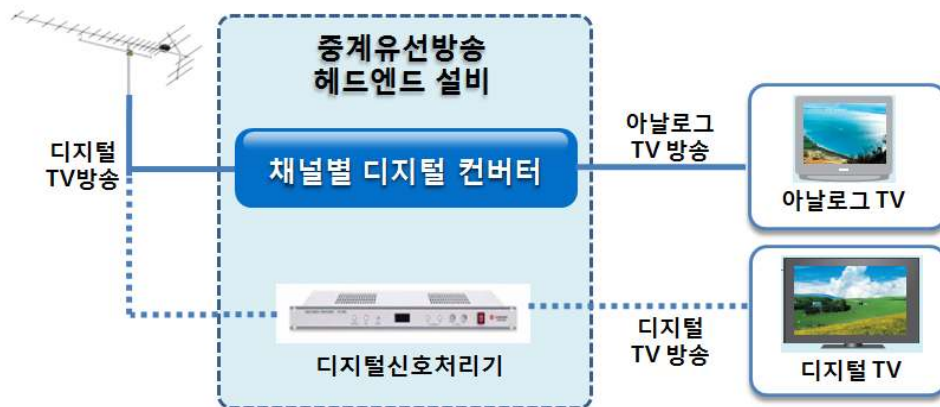 중계유선방송
헤드엔드 설비
디지털
TV방송
채널별 디지털 컨버터
아날로그
TV 방송
아날로그 TV
디지털신호처리기
디지털
TV 방송
디지털 TV